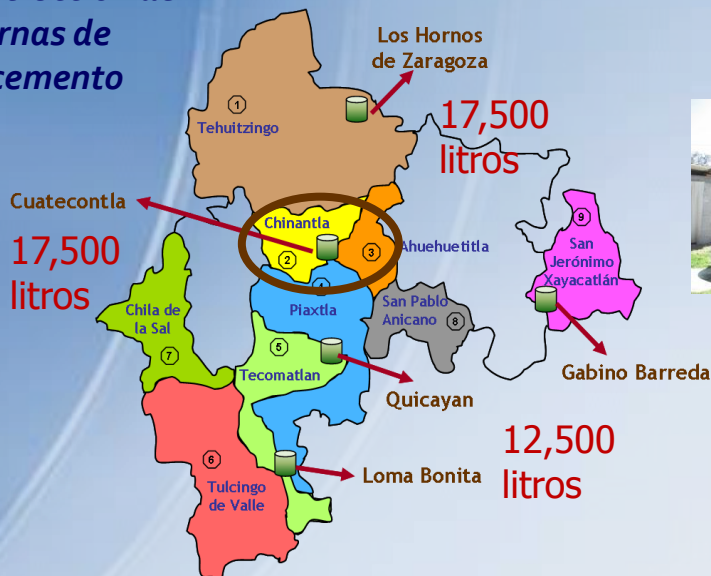 rnas de
cemento
Los Hornos
de Zaragoza
1
Tehuitzingo
17,500
litros
Cuatecontla
Chinantla
9
17,500
litros
2
3
Ahuehuetitla
San
Jerónimo
Xayacatlán
4
Chila de
la Sal
Piaxtla
San Pablo
Anicano
8
7
5
Tecomatlan
Gabino Barreda
Quicayan
12,500
litros
6
Loma Bonita
Tulcingo
de Valle